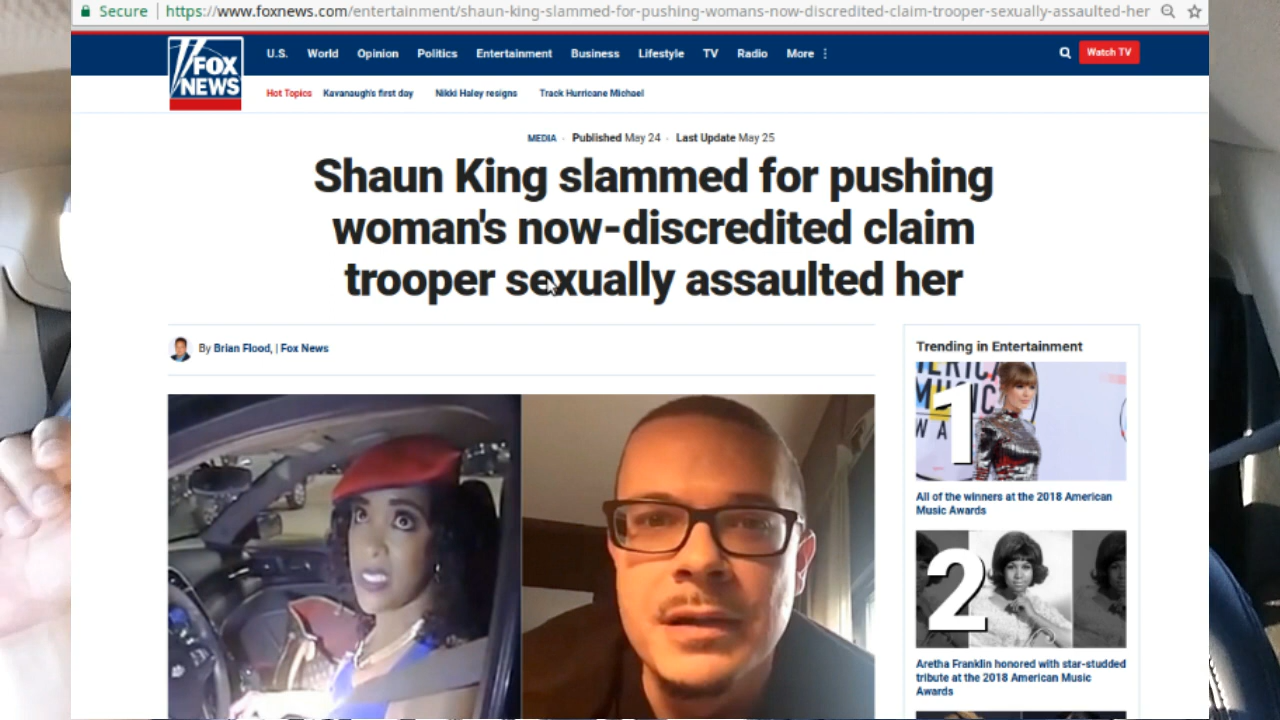 Secure https://www.foxnews.com/entertainment/shaun-king-slammed-for-pushing-womans-now-discredited-claim-trooper-sexually-assaulted-her
FOX
NEWS
U.S. World Opinion Politics Entertainment Business Lifestyle TV Radio More Watch TV
Hot Topics Kavanaugh's first day Nikki Haley resigns Track Hurricane Michael
MEDIA · Published May 24 · Last Update May 25
Shaun King slammed for pushing
woman's now-discredited claim
trooper sexually assaulted her
By Brian Flood, | Fox News
Trending in Entertainment
1
All of the winners at the 2018 American
Music Awards
2
Aretha Franklin honored with star-studded
tribute at the 2018 American Music
Awards